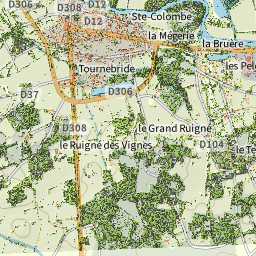 D306
D308
D12
D12
Ste-Colombe
la Mégerie
la Bruère
Tournebride
les Pel
D37
D306
D308
le Grand Ruigné
D104
le Ruigné des Vignes
le Te